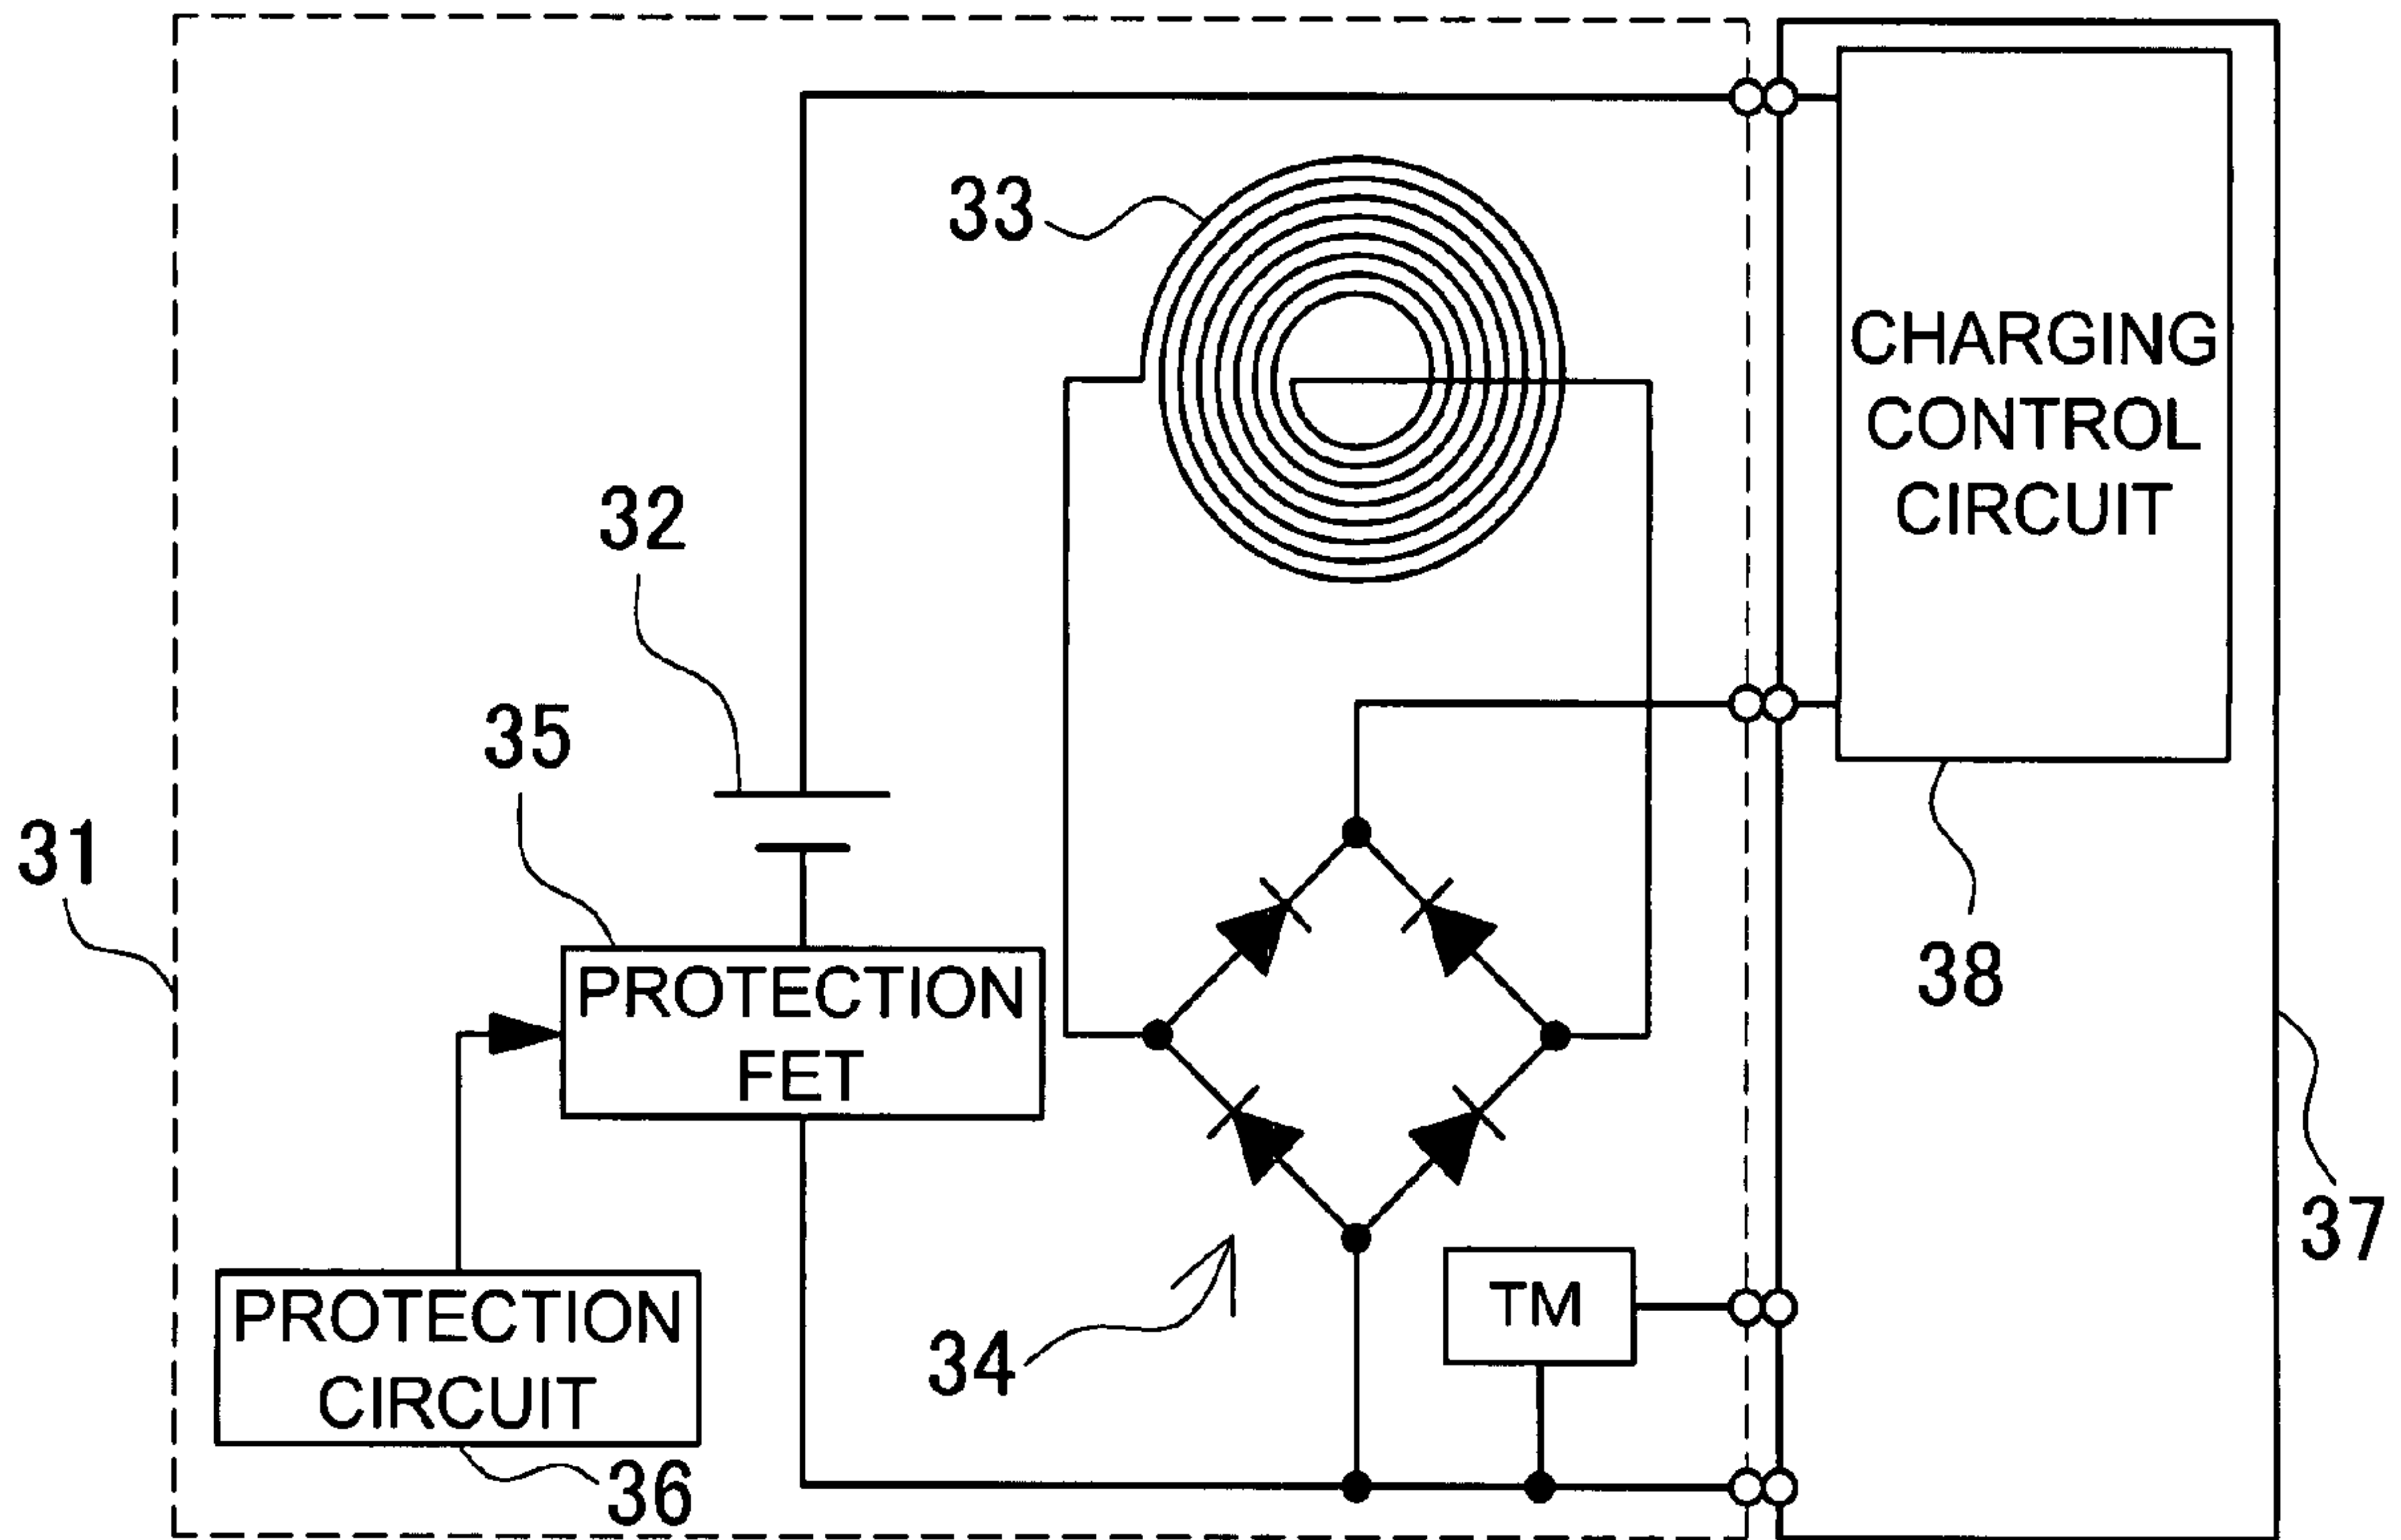 33
CHARGING
CONTROL
CIRCUIT
32
35
31
PROTECTION
FET
38
37
PROTECTION
CIRCUIT
34
TM
36